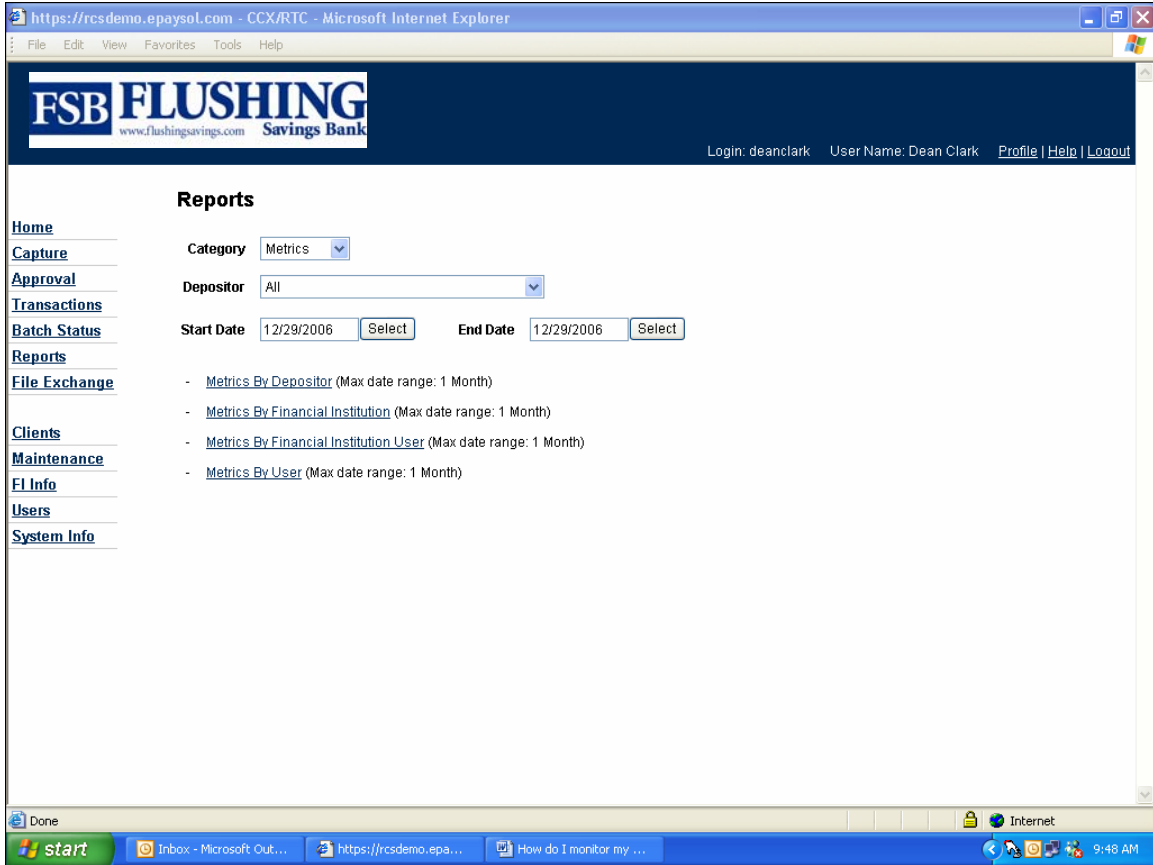 https://rcsdemo.epaysol.com - CCX/RTC - Microsoft Internet Explorer
File Edit View Favorites Tools Help
FSB FLUSHING
www.flushingsavings.com Savings Bank
Login: deanclark User Name: Dean Clark Profile | Help | Logout
Reports
Home
Capture
Approval
Transactions
Batch Status
Reports
File Exchange
Clients
Maintenance
FI Info
Users
System Info
Category Metrics
Depositor All
Start Date 12/29/2006 Select End Date 12/29/2006 Select
- Metrics By Depositor (Max date range: 1 Month)
- Metrics By Financial Institution (Max date range: 1 Month)
- Metrics By Financial Institution User (Max date range: 1 Month)
- Metrics By User (Max date range: 1 Month)
Done Internet
start Inbox - Microsoft Out... https://rcsdemo.epa... How do I monitor my ... 9:48 AM